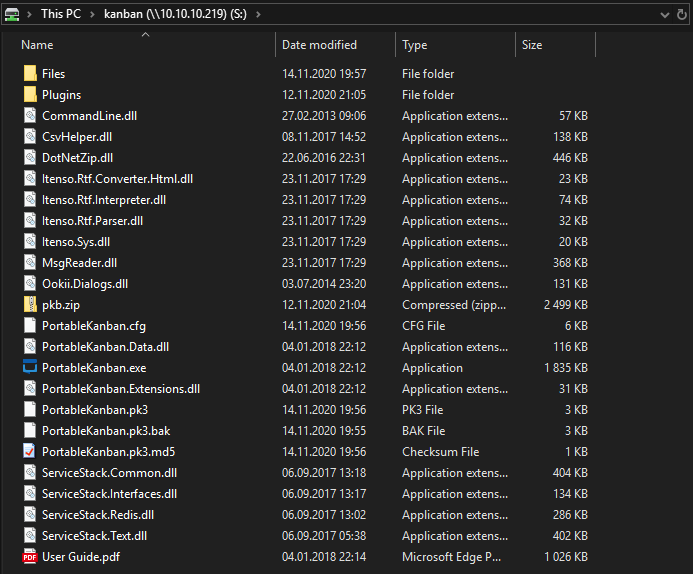 This PC > kanban (\\10.10.10.219) (S:) >
Name Date modified Type Size
Files 14.11.2020 19:57 File folder
Plugins 12.11.2020 21:05 File folder
CommandLine.dll 27.02.2013 09:06 Application extens... 57 KB
CsvHelper.dll 08.11.2017 14:52 Application extens... 138 KB
DotNetZip.dll 22.06.2016 22:31 Application extens... 446 KB
Itenso.Rtf.Converter.Html.dll 23.11.2017 17:29 Application extens... 23 KB
Itenso.Rtf.Interpreter.dll 23.11.2017 17:29 Application extens... 74 KB
Itenso.Rtf.Parser.dll 23.11.2017 17:29 Application extens... 32 KB
Itenso.Sys.dll 23.11.2017 17:29 Application extens... 20 KB
MsgReader.dll 23.11.2017 17:29 Application extens... 368 KB
Ookii.Dialogs.dll 03.07.2014 23:20 Application extens... 131 KB
pkb.zip 12.11.2020 21:04 Compressed (zipp... 2 499 KB
PortableKanban.cfg 14.11.2020 19:56 CFG File 6 KB
PortableKanban.Data.dll 04.01.2018 22:12 Application extens... 116 KB
PortableKanban.exe 04.01.2018 22:12 Application 1 835 KB
PortableKanban.Extensions.dll 04.01.2018 22:12 Application extens... 31 KB
PortableKanban.pk3 14.11.2020 19:56 PK3 File 3 KB
PortableKanban.pk3.bak 14.11.2020 19:55 BAK File 3 KB
PortableKanban.pk3.md5 14.11.2020 19:56 Checksum File 1 KB
ServiceStack.Common.dll 06.09.2017 13:18 Application extens... 404 KB
ServiceStack.Interfaces.dll 06.09.2017 13:17 Application extens... 134 KB
ServiceStack.Redis.dll 06.09.2017 13:02 Application extens... 286 KB
ServiceStack.Text.dll 06.09.2017 05:38 Application extens... 402 KB
PDF User Guide.pdf 04.01.2018 22:14 Microsoft Edge P... 1 026 KB